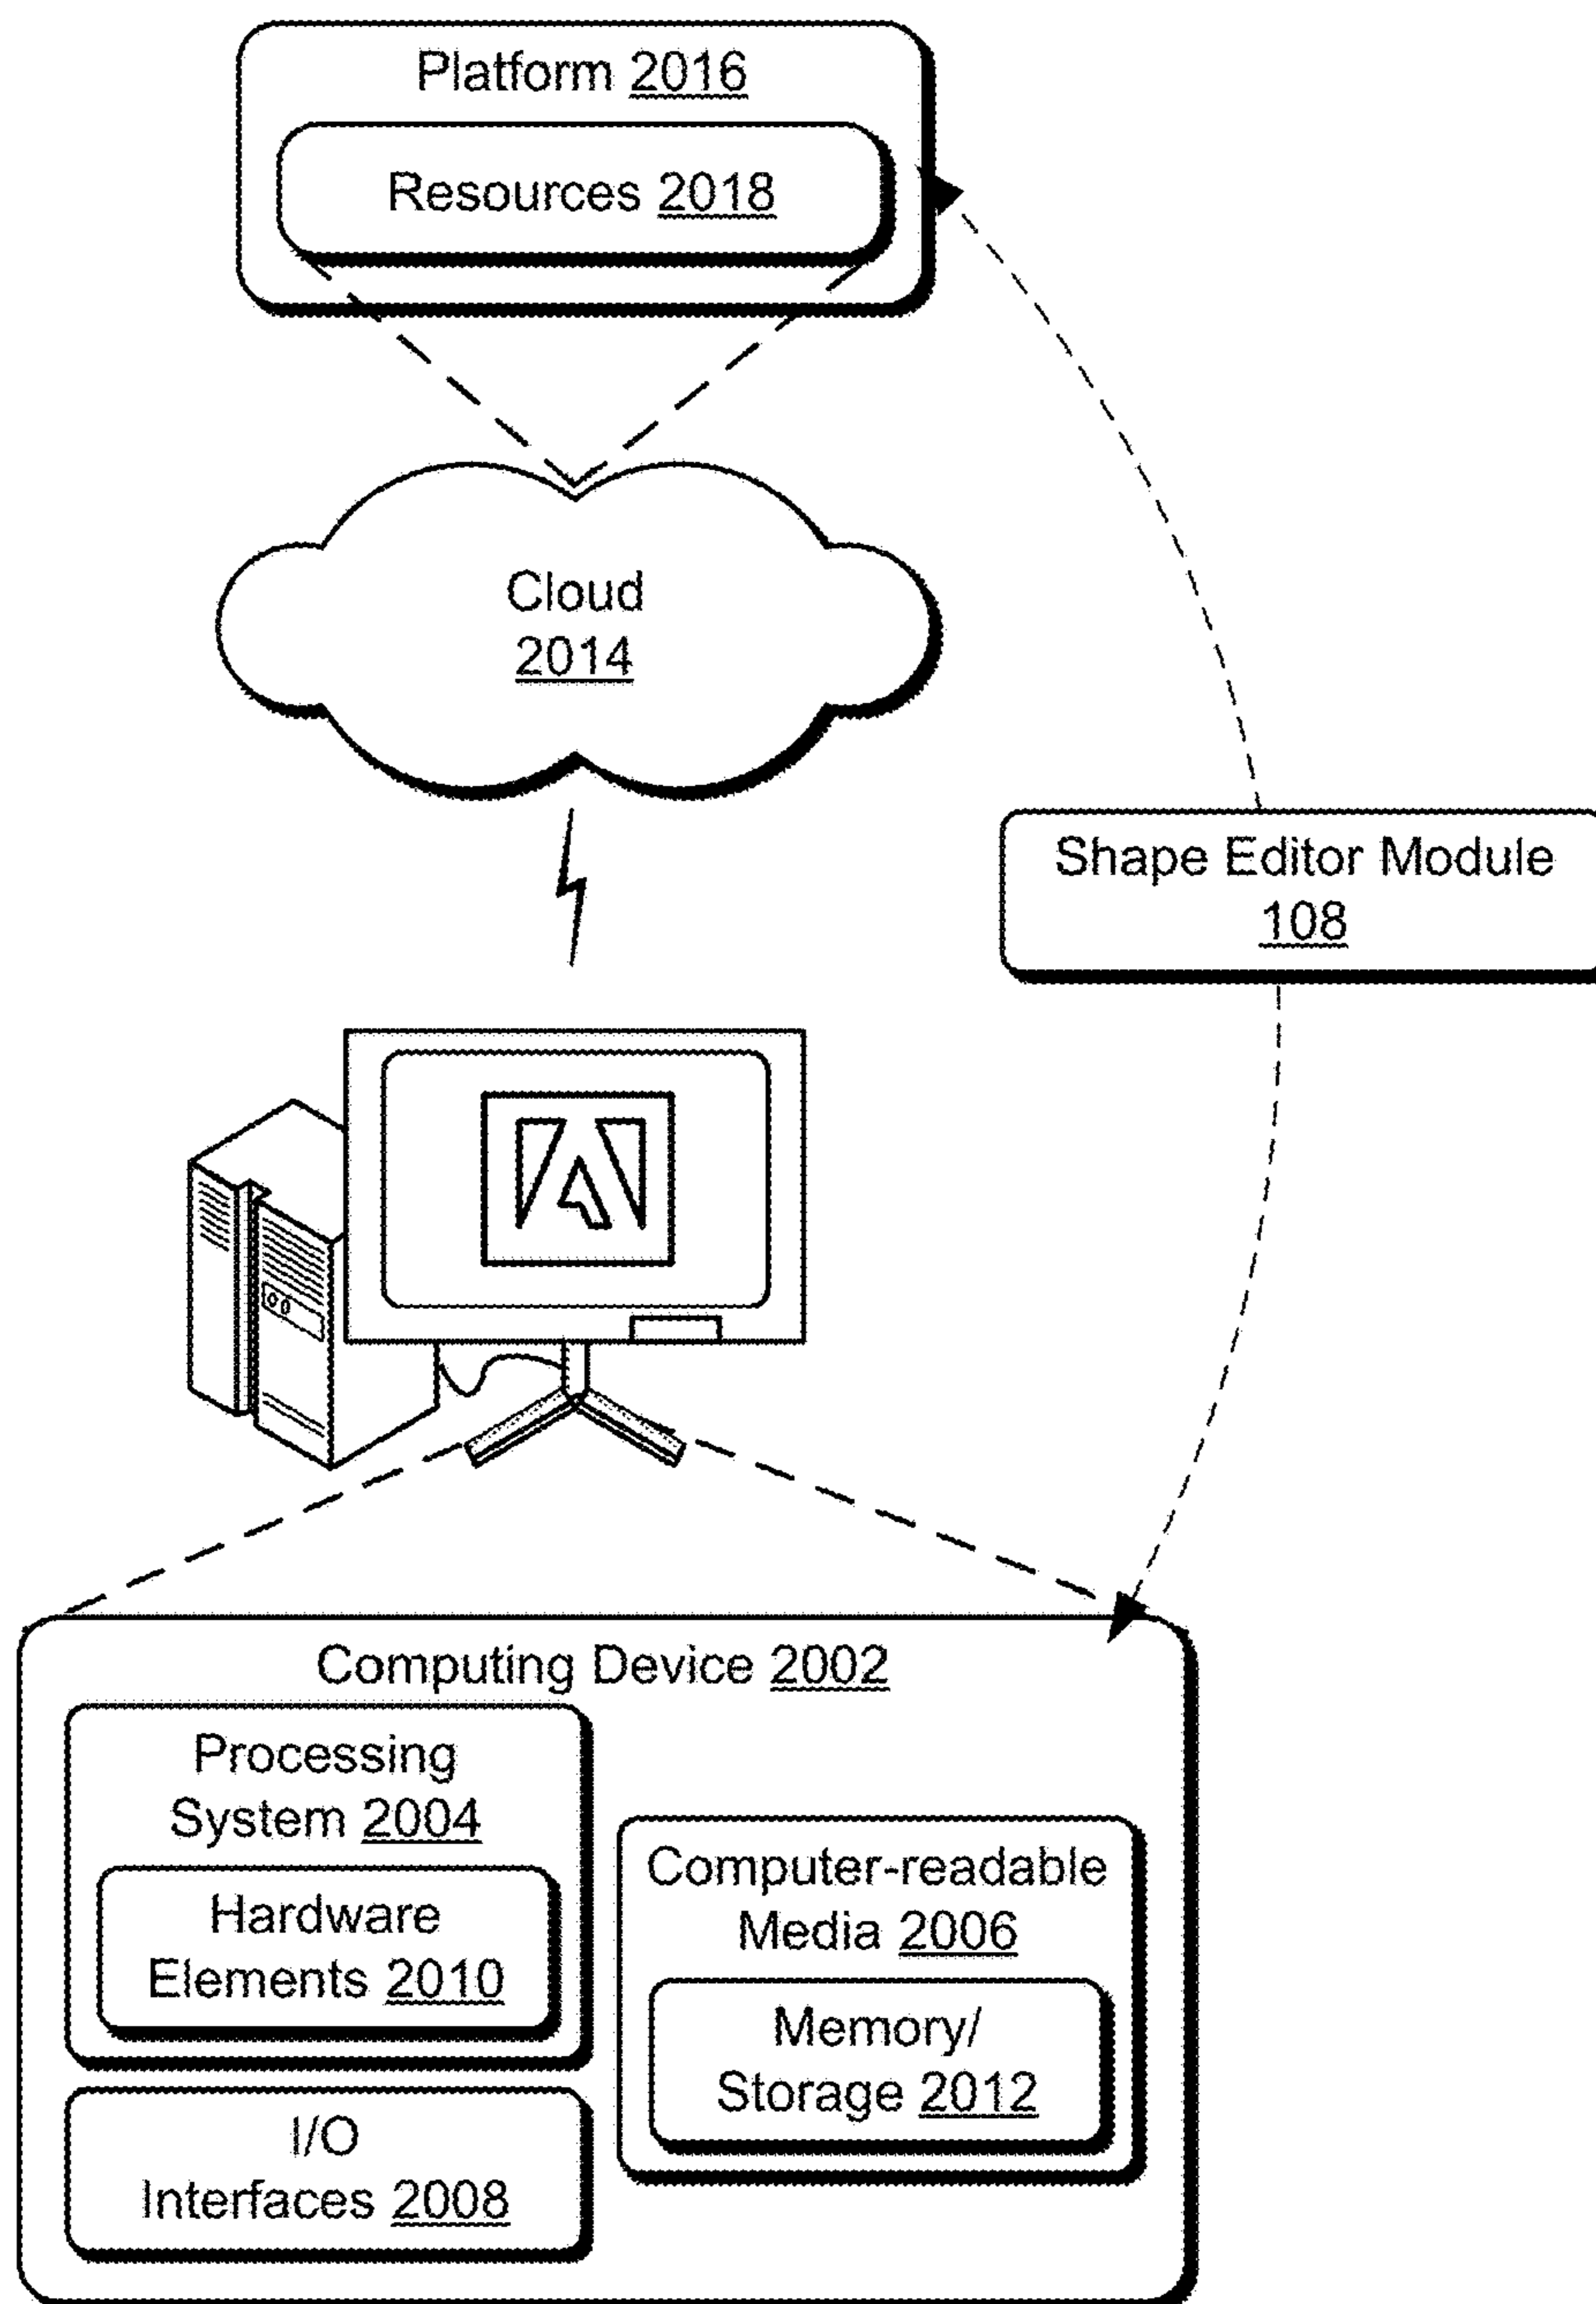 Platform 2016
Resources 2018
Cloud
2014
Shape Editor Module
108
Computing Device 2002
Processing
System 2004
Hardware
Elements 2010
I/O
Interfaces 2008
Computer-readable
Media 2006
Memory/
Storage 2012